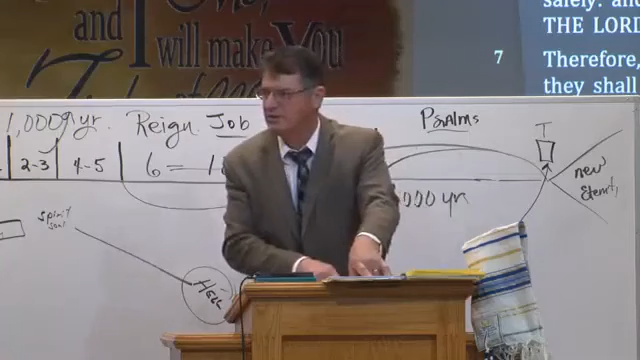 and I
will make You
safely: and
THE LORD
7 Therefore,
they shall
1,000 yr. Reign Job Psalms
2-3 4-5 6 =
000 yr
T
new
spirit
soul
Hell